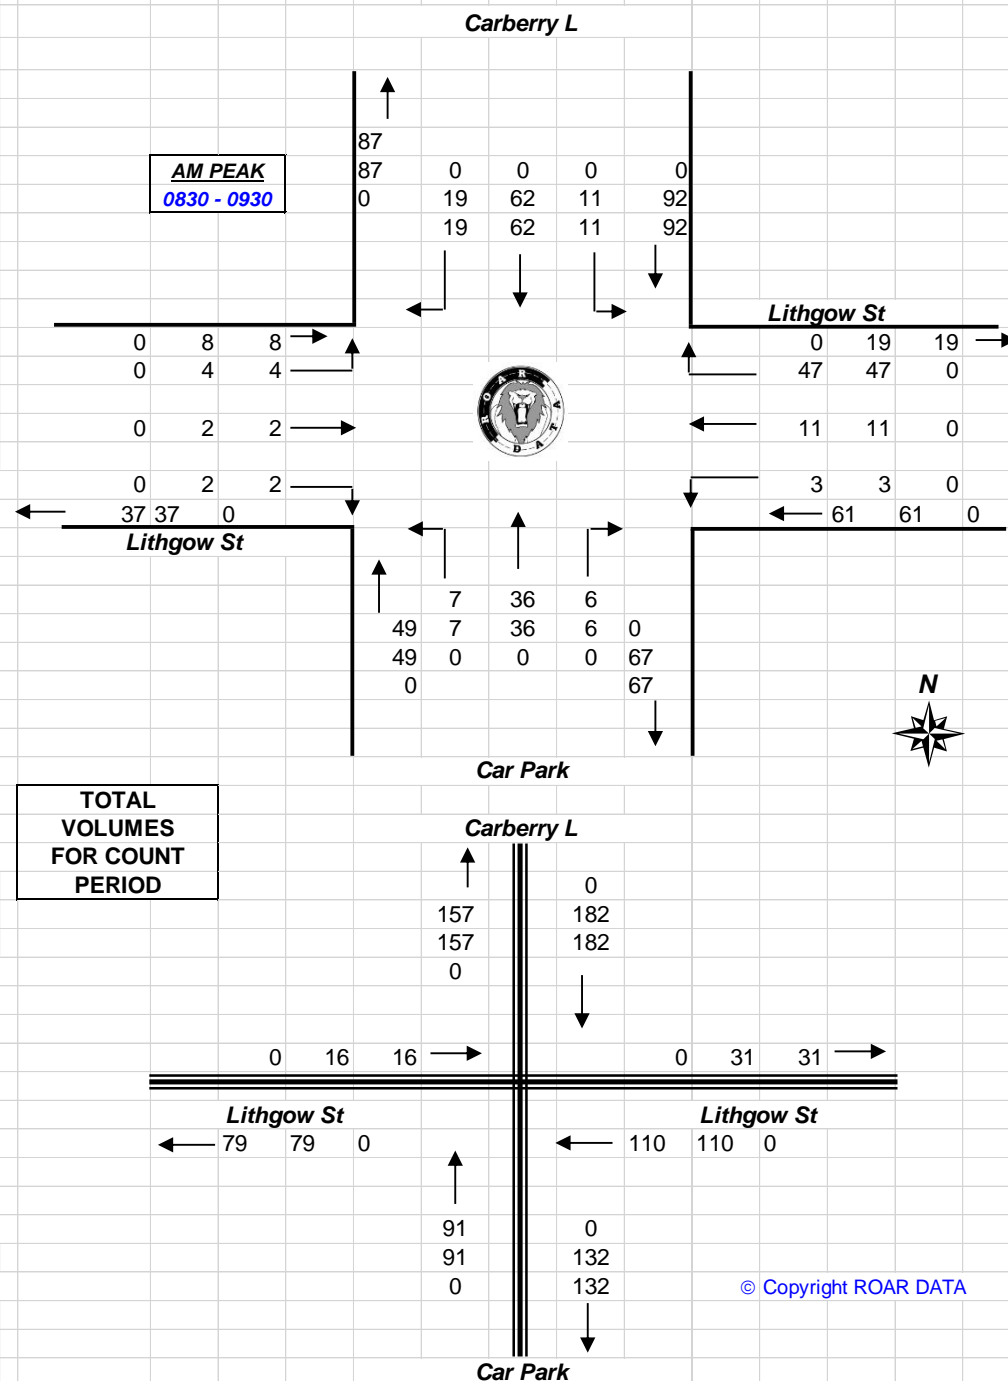 Carberry L
87
AM PEAK 87 0 0 0 0
0830 - 0930 0 19 62 11 92
19 62 11 92
Lithgow St
0 8 8 0 19 19
0 4 4 47 47 0
ROAR DATA
0 2 2 11 11 0
0 2 2 3 3 0
37 37 0 61 61 0
Lithgow St
7 36 6
49 7 36 6 0
49 0 0 0 67
0 67
N
Car Park
TOTAL
VOLUMES
FOR COUNT
PERIOD
Carberry L
0
157 182
157 182
0
0 16 16 0 31 31
Lithgow St Lithgow St
79 79 0 110 110 0
91 0
91 132
0 132
© Copyright ROAR DATA
Car Park